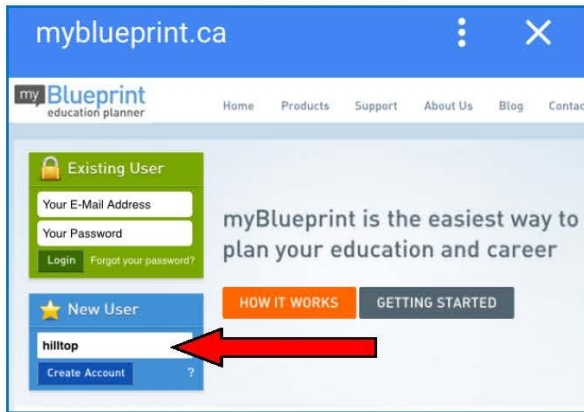 myblueprint.ca
my Blueprint
education planner
Home Products Support About Us Blog Contac
Existing User
Your E-Mail Address
Your Password
Login Forgot your password?
New User
hilltop
Create Account ?
myBlueprint is the easiest way to
plan your education and career
HOW IT WORKS GETTING STARTED